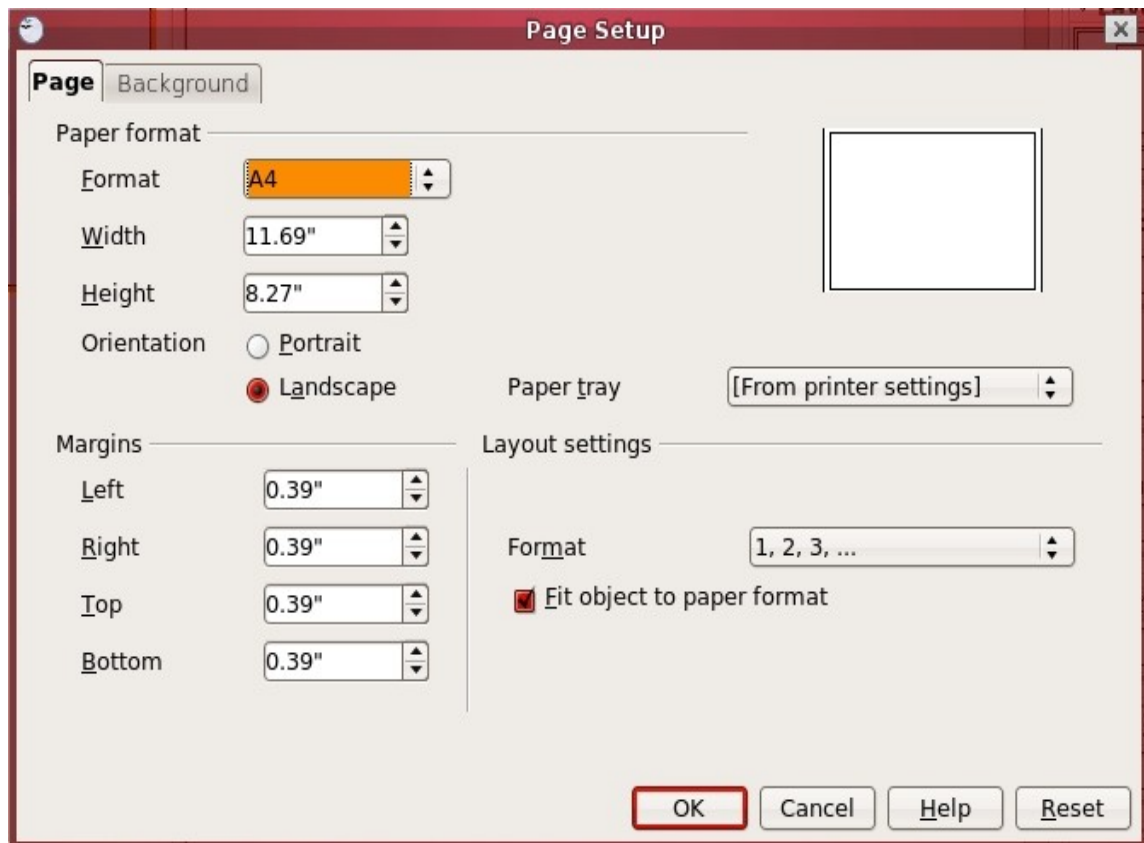 Page Setup
Page Background
Paper format
Format A4
Width 11.69"
Height 8.27"
Orientation Portrait
Landscape Paper tray [From printer settings]
Margins Layout settings
Left 0.39"
Right 0.39" Format 1, 2, 3, ...
Top 0.39" Fit object to paper format
Bottom 0.39"
OK Cancel Help Reset